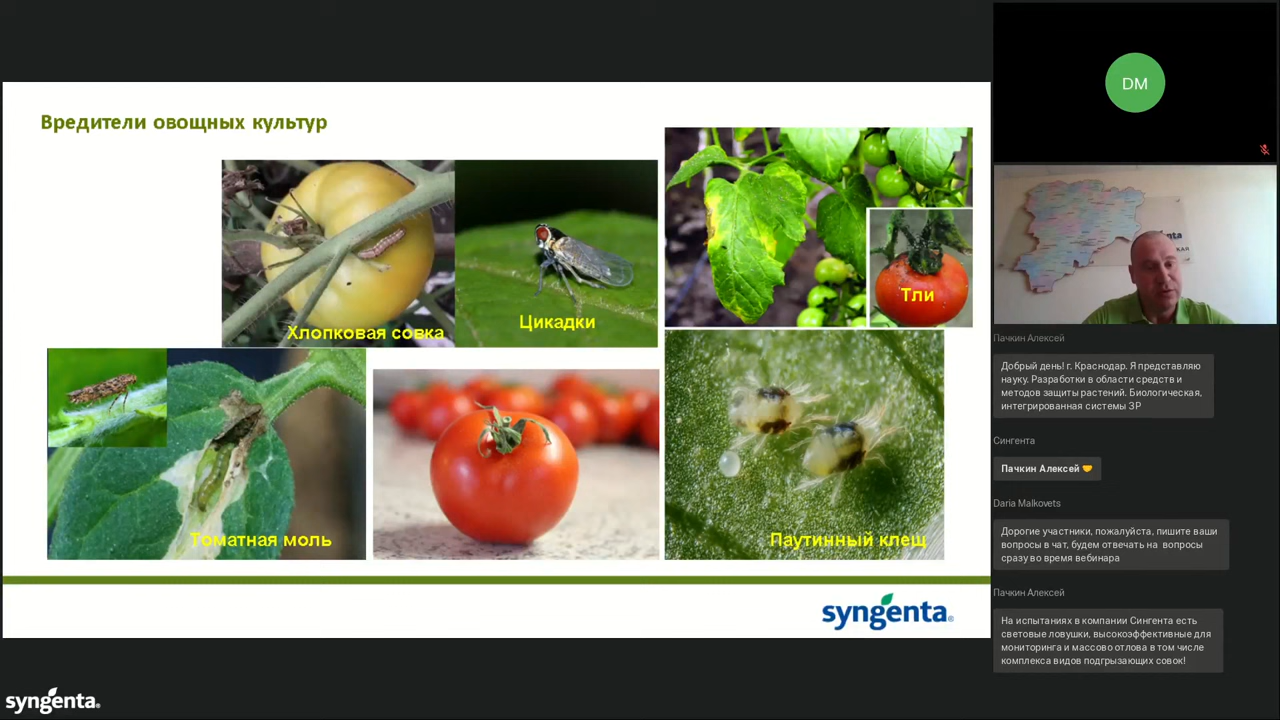 Вредители овощных культур
Хлопковая совка
Цикадки
Тли
Томатная моль
Паутинный клещ
syngenta
syngenta
DM
Пачкин Алексей
Добрый день! г. Краснодар. Я представляю
науку. Разработки в области средств и
методов защиты растений. Биологическая,
интегрированная системы ЗР
Сингента
Пачкин Алексей
Daria Malkovets
Дорогие участники, пожалуйста, пишите ваши
вопросы в чат, будем отвечать на вопросы
сразу во время вебинара
Пачкин Алексей
На испытаниях в компании Сингента есть
световые ловушки, высокоэффективные для
мониторинга и массово отлова в том числе
комплекса видов подгрызающих совок!